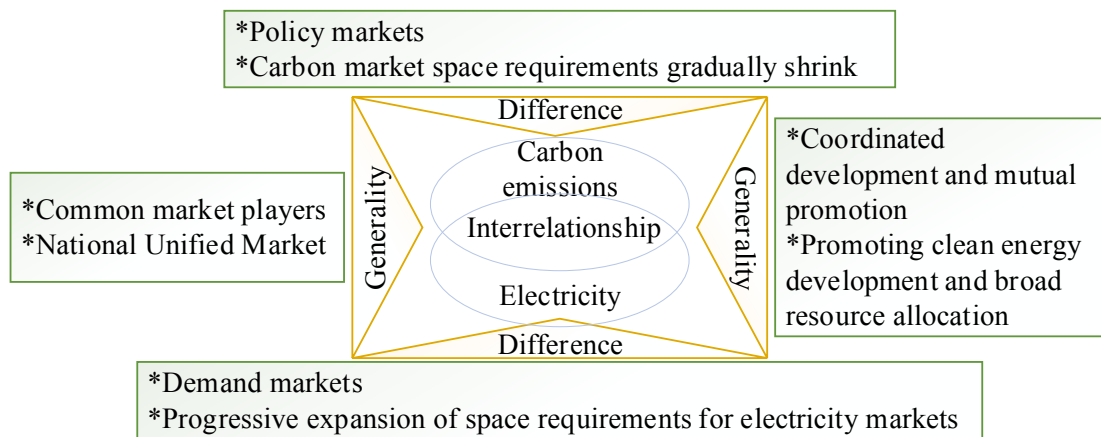 *Policy markets
*Carbon market space requirements gradually shrink
Difference
Carbon
emissions
Interrelationship
Electricity
Difference
Generality
Generality
*Common market players
*National Unified Market
*Coordinated
development and mutual
promotion
*Promoting clean energy
development and broad
resource allocation
*Demand markets
*Progressive expansion of space requirements for electricity markets